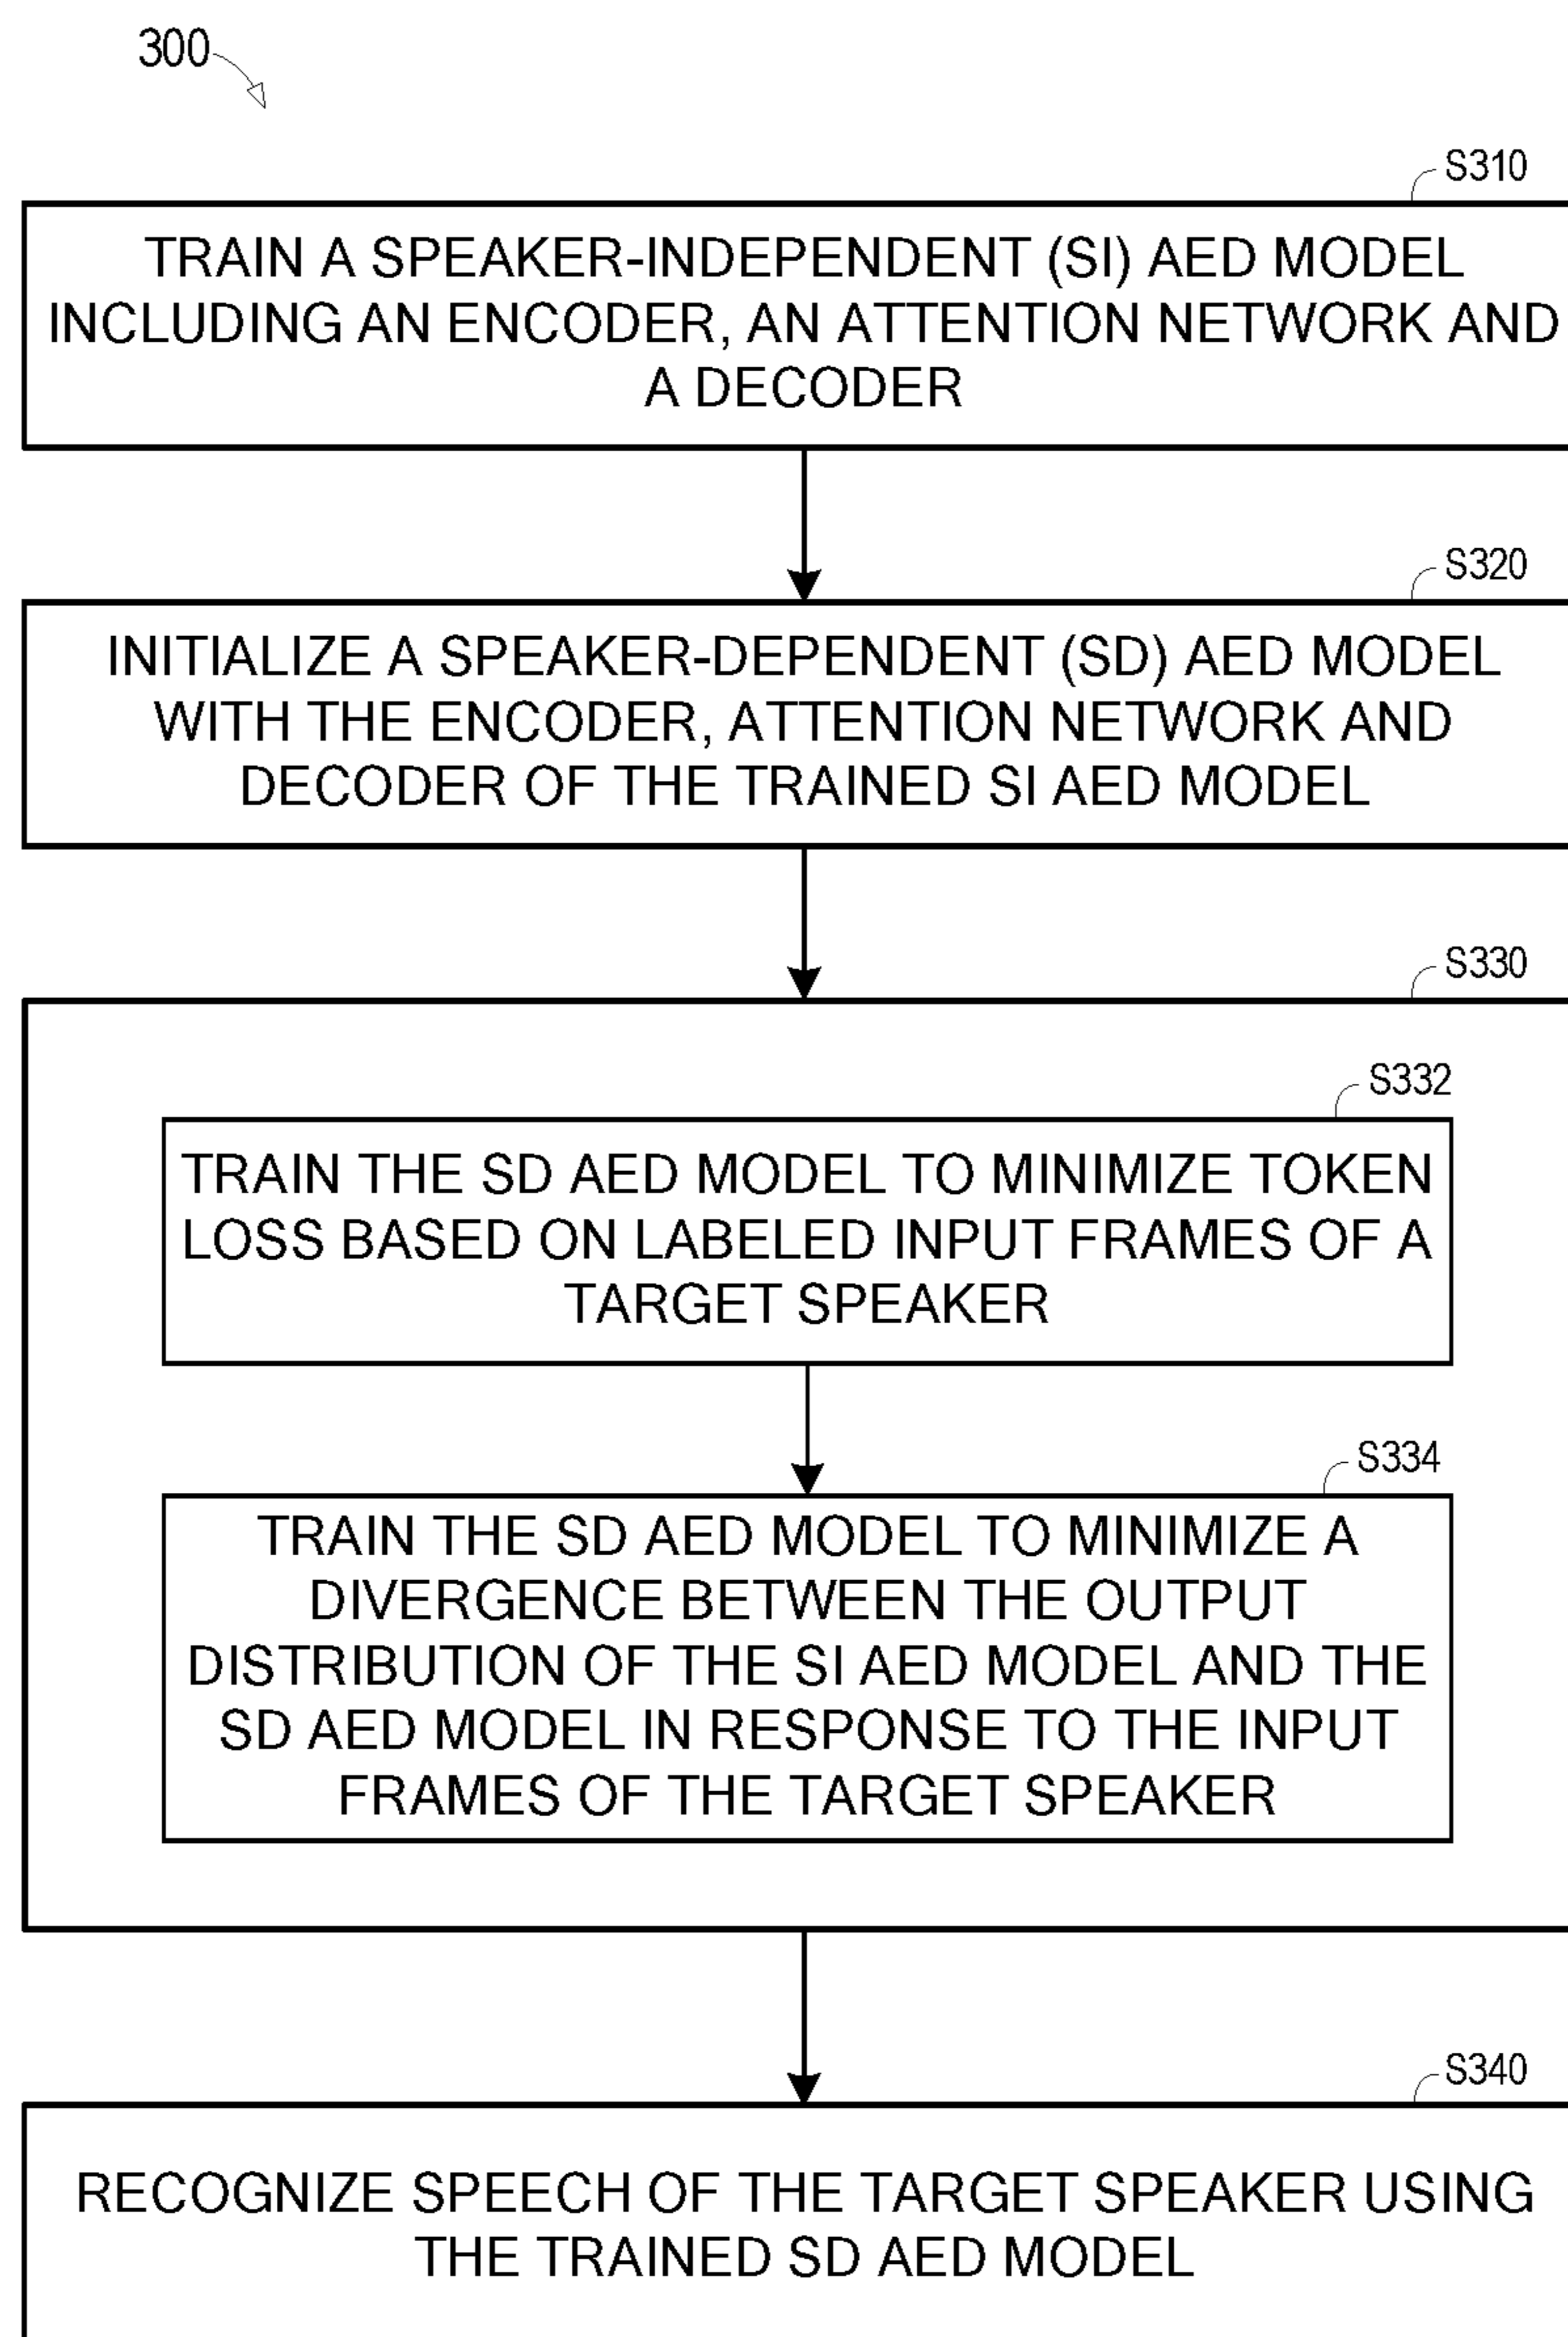 300
S310
TRAIN A SPEAKER-INDEPENDENT (SI) AED MODEL
INCLUDING AN ENCODER, AN ATTENTION NETWORK AND
A DECODER
S320
INITIALIZE A SPEAKER-DEPENDENT (SD) AED MODEL
WITH THE ENCODER, ATTENTION NETWORK AND
DECODER OF THE TRAINED SI AED MODEL
S330
S332
TRAIN THE SD AED MODEL TO MINIMIZE TOKEN
LOSS BASED ON LABELED INPUT FRAMES OF A
TARGET SPEAKER
S334
TRAIN THE SD AED MODEL TO MINIMIZE A
DIVERGENCE BETWEEN THE OUTPUT
DISTRIBUTION OF THE SI AED MODEL AND THE
SD AED MODEL IN RESPONSE TO THE INPUT
FRAMES OF THE TARGET SPEAKER
S340
RECOGNIZE SPEECH OF THE TARGET SPEAKER USING
THE TRAINED SD AED MODEL